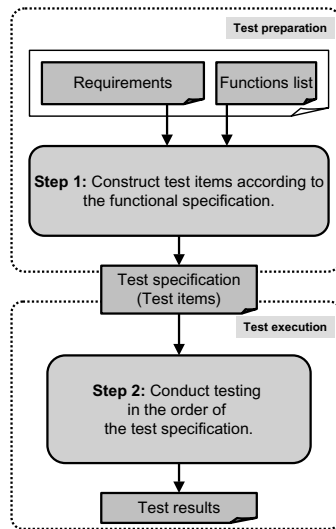 Test preparation
Requirements
Functions list
Step 1: Construct test items according to
the functional specification.
Test specification
(Test items)
Test execution
Step 2: Conduct testing
in the order of
the test specification.
Test results